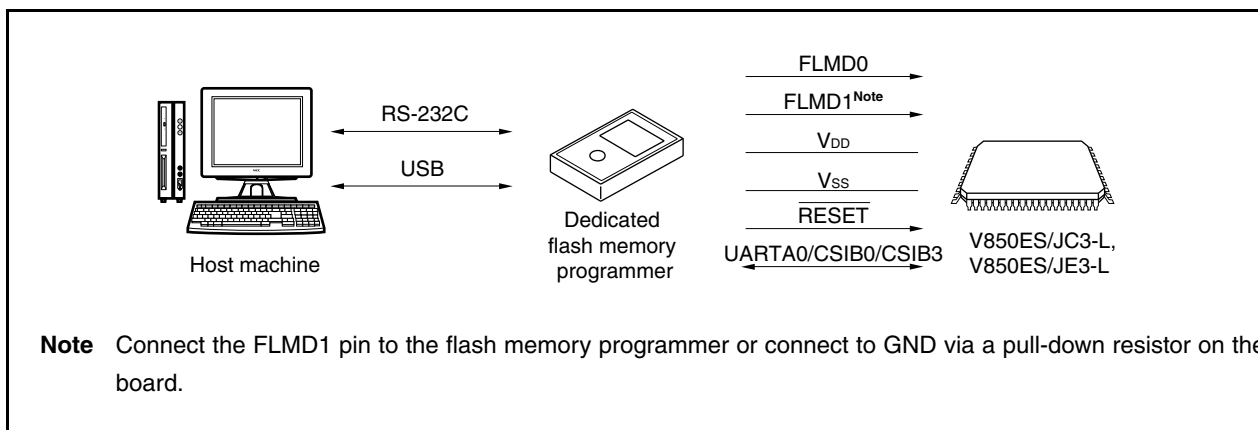 FLMD0
FLMD1Note
VDD
VSS
RESET
UARTA0/CSIB0/CSIB3
RS-232C
USB
Host machine
Dedicated
flash memory
programmer
V850ES/JC3-L,
V850ES/JE3-L
Note Connect the FLMD1 pin to the flash memory programmer or connect to GND via a pull-down resistor on the
board.